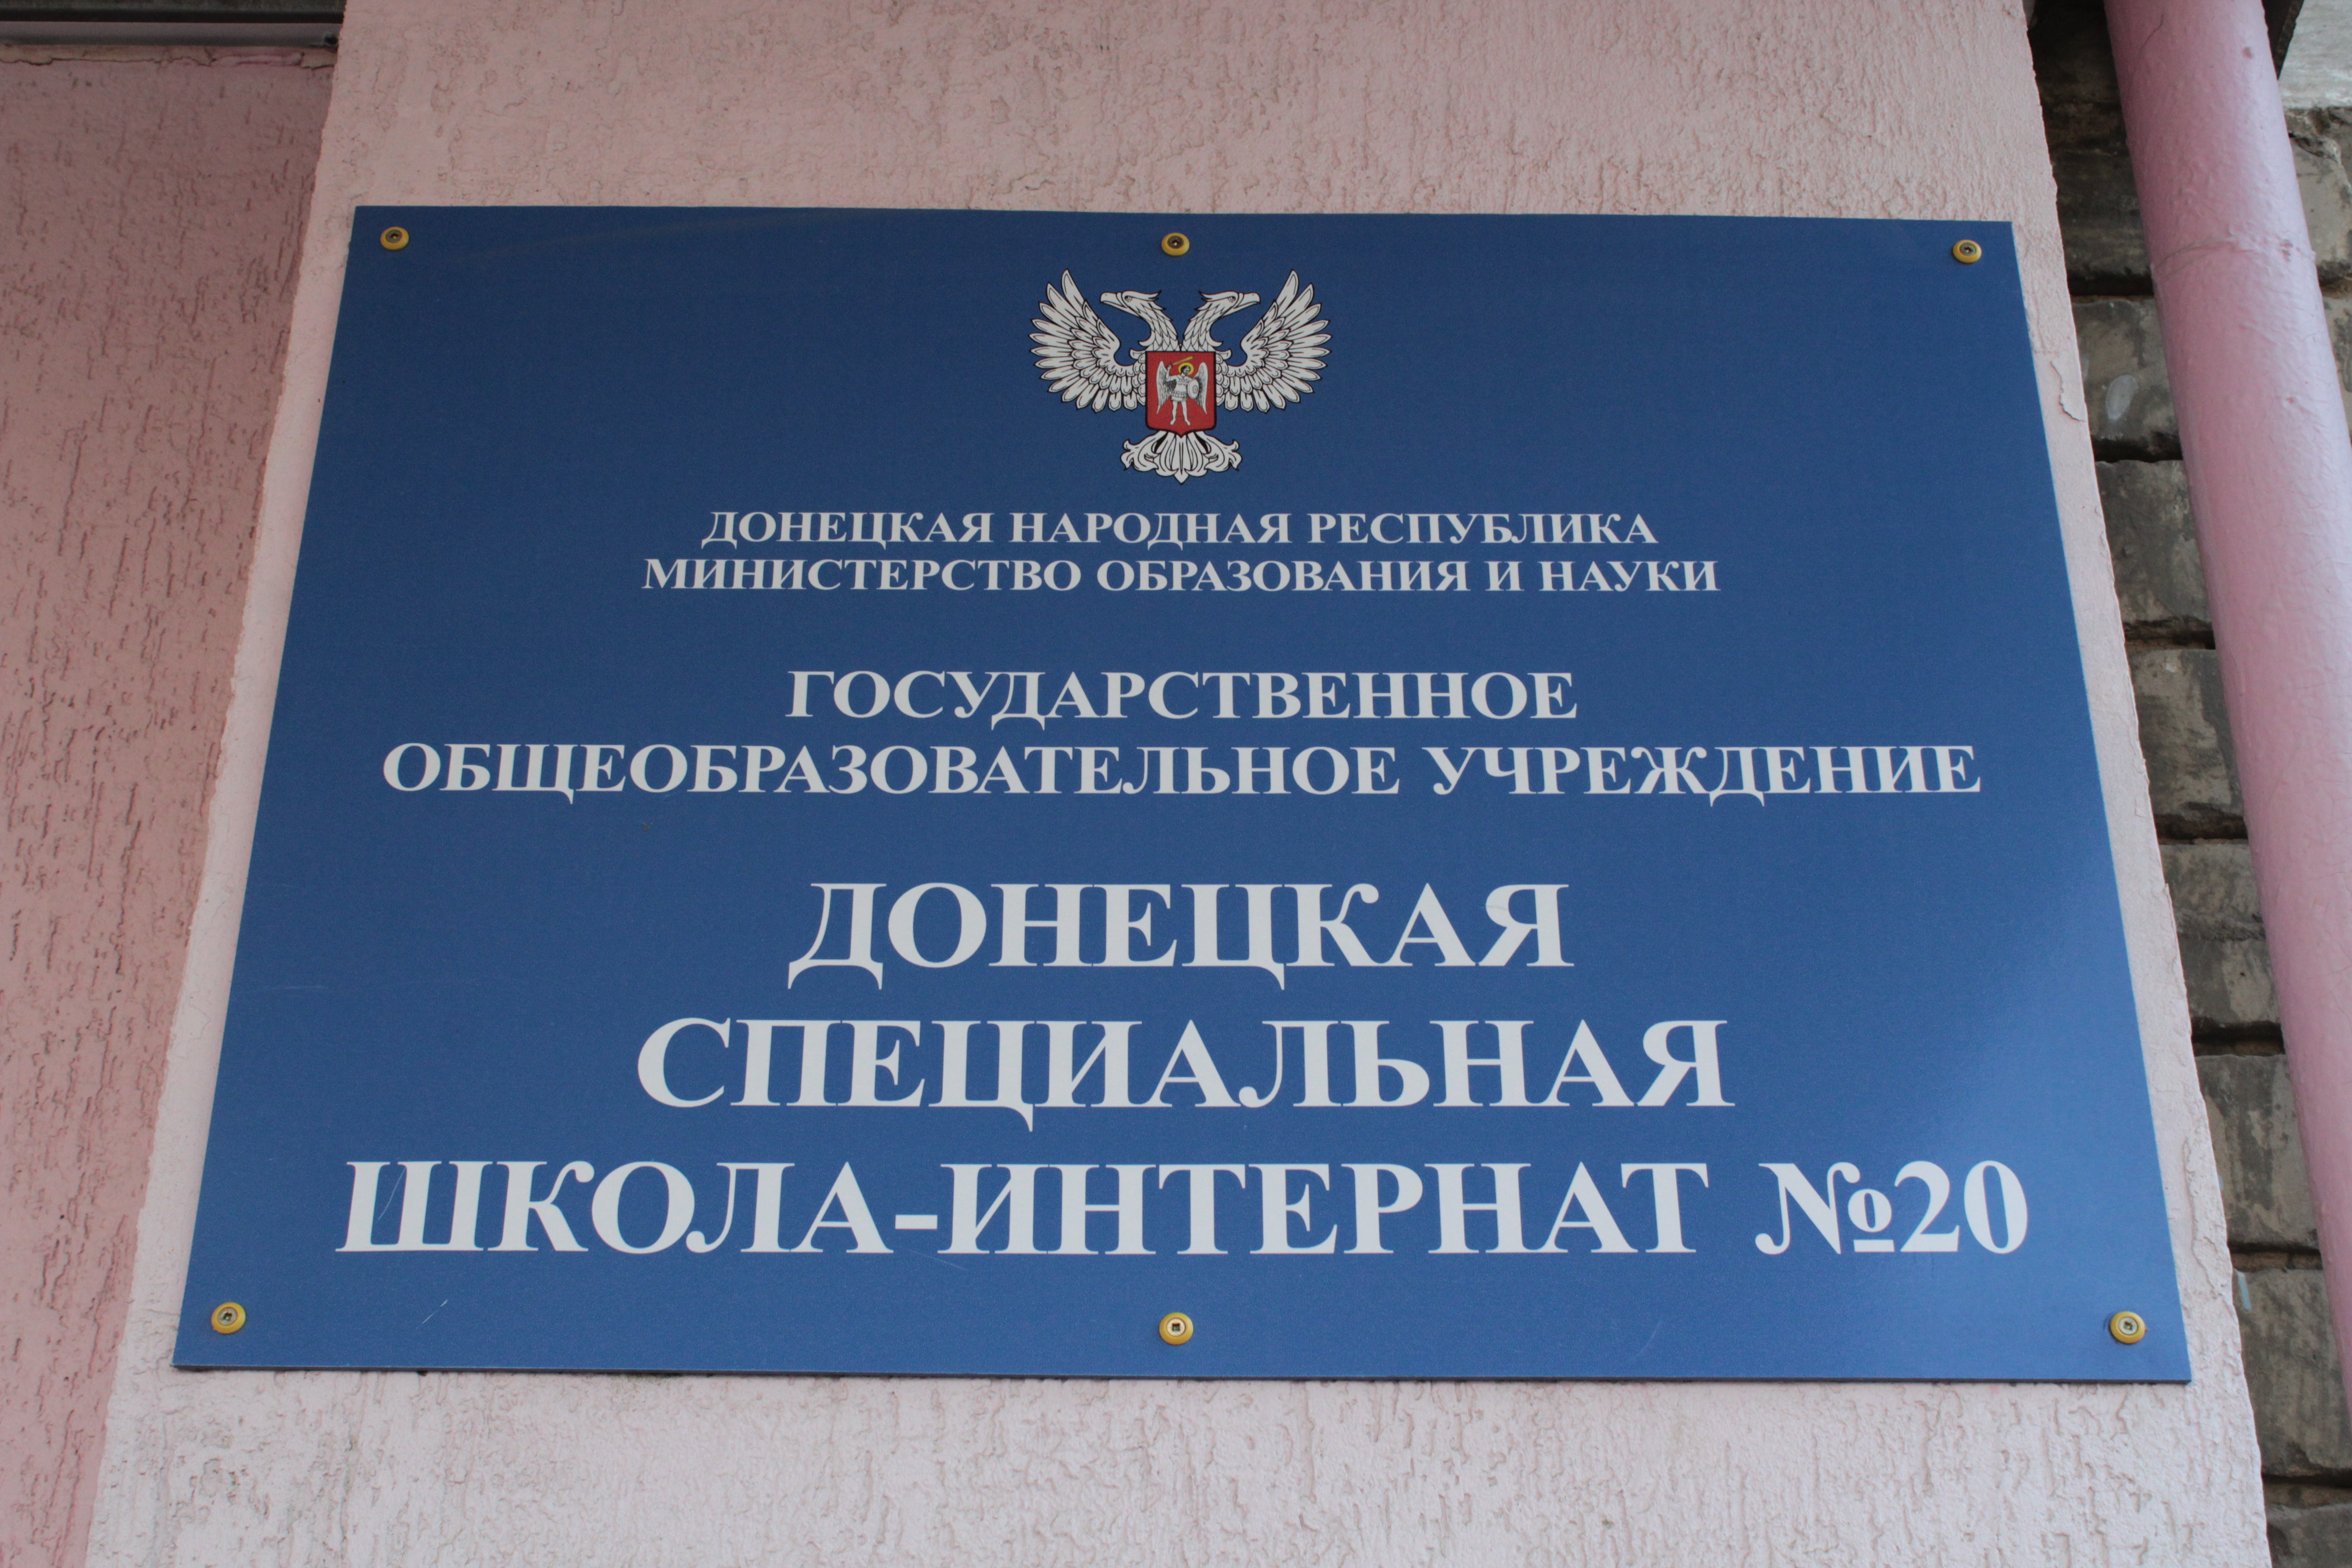 ДОНЕЦКАЯ НАРОДНАЯ РЕСПУБЛИКА
МИНИСТЕРСТВО ОБРАЗОВАНИЯ И НАУКИ
ГОСУДАРСТВЕННОЕ
ОБЩЕОБРАЗОВАТЕЛЬНОЕ УЧРЕЖДЕНИЕ
ДОНЕЦКАЯ
СПЕЦИАЛЬНАЯ
ШКОЛА-ИНТЕРНАТ №20